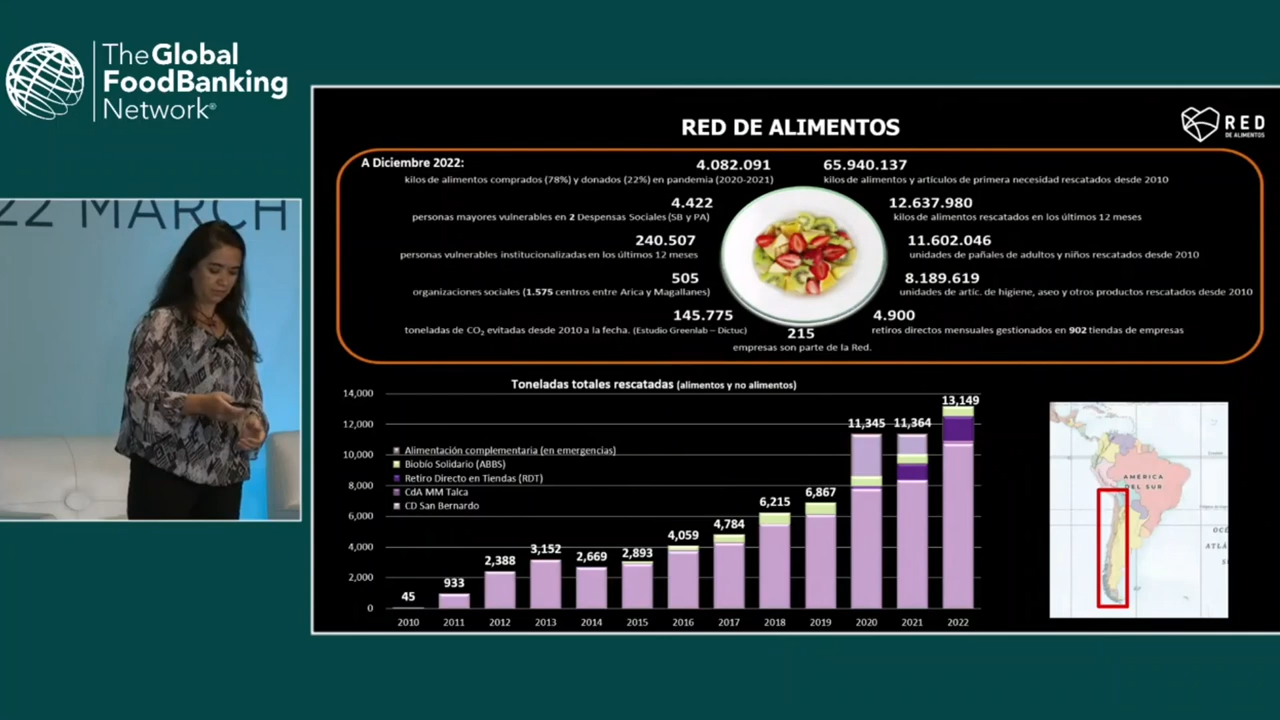 The Global
FoodBanking
Network®
22 MARCH
RED DE ALIMENTOS
RED
DE ALIMENTOS
A Diciembre 2022:
4.082.091
kilos de alimentos comprados (78%) y donados (22%) en pandemia (2020-2021)
4.422
personas mayores vulnerables en 2 Despensas Sociales (SB y PA)
240.507
personas vulnerables institucionalizadas en los últimos 12 meses
505
organizaciones sociales (1.575 centros entre Arica y Magallanes)
145.775
toneladas de CO2 evitadas desde 2010 a la fecha. (Estudio Greenlab – Dictuc)
65.940.137
kilos de alimentos y artículos de primera necesidad rescatados desde 2010
12.637.980
kilos de alimentos rescatados en los últimos 12 meses
11.602.046
unidades de pañales de adultos y niños rescatados desde 2010
8.189.619
unidades de artíc. de higiene, aseo y otros productos rescatados desde 2010
4.900
retiros directos mensuales gestionados en 902 tiendas de empresas
215
empresas son parte de la Red.
Toneladas totales rescatadas (alimentos y no alimentos)
14,000
12,000
10,000
8,000
6,000
4,000
2,000
0
Alimentación complementaria (en emergencias)
Biobío Solidario (ABBS)
Retiro Directo en Tiendas (RDT)
CdA MM Talca
CD San Bernardo
45
933
2,388
3,152
2,669
2,893
4,059
4,784
6,215
6,867
11,345
11,364
13,149
2010
2011
2012
2013
2014
2015
2016
2017
2018
2019
2020
2021
2022
AMÉRICA
DEL SUR